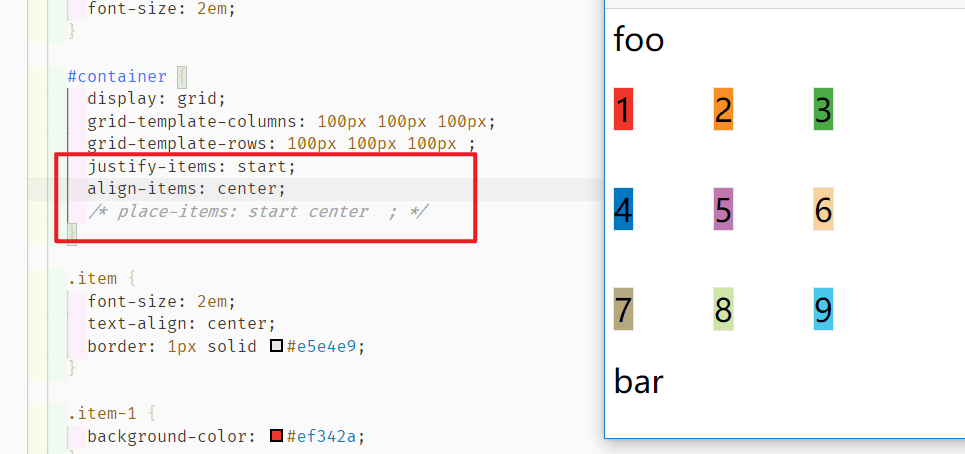 font-size: 2em;
}
#container {
display: grid;
grid-template-columns: 100px 100px 100px;
grid-template-rows: 100px 100px 100px ;
justify-items: start;
align-items: center;
/* place-items: start center  ; */
}
.item {
font-size: 2em;
text-align: center;
border: 1px solid #e5e4e9;
}
.item-1 {
background-color: #ef342a;
foo
1 2 3
4 5 6
7 8 9
bar